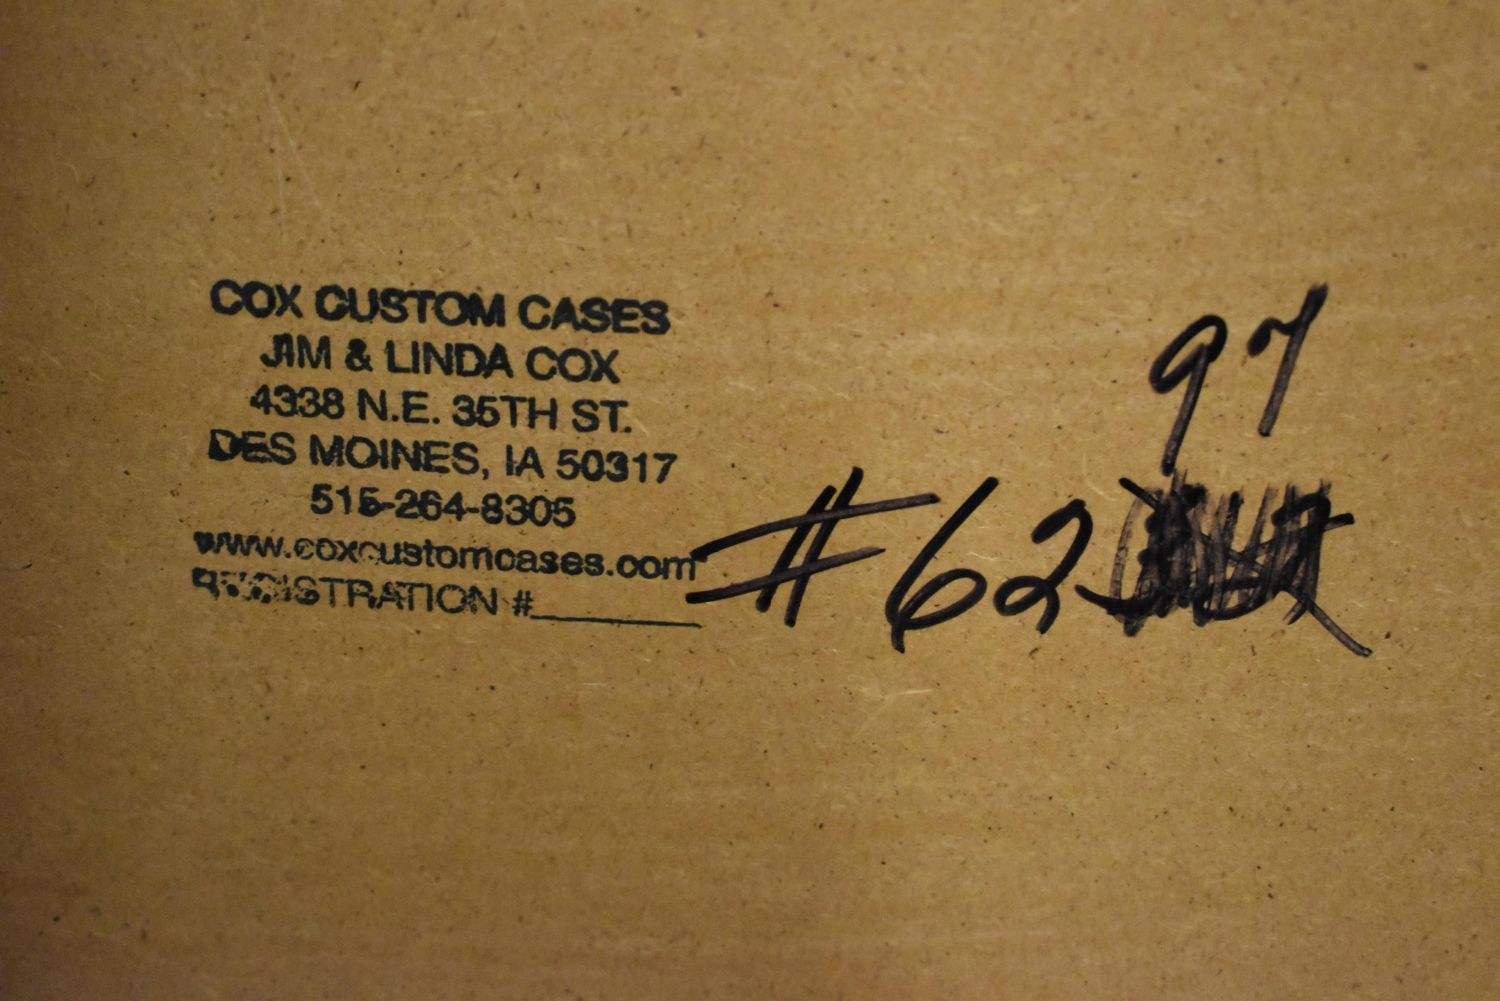 COX CUSTOM CASES
JIM & LINDA COX
4338 N.E. 35TH ST.
DES MOINES, IA 50317
515-264-8305
www.coxcustomcases.com
REGISTRATION #
97
#62